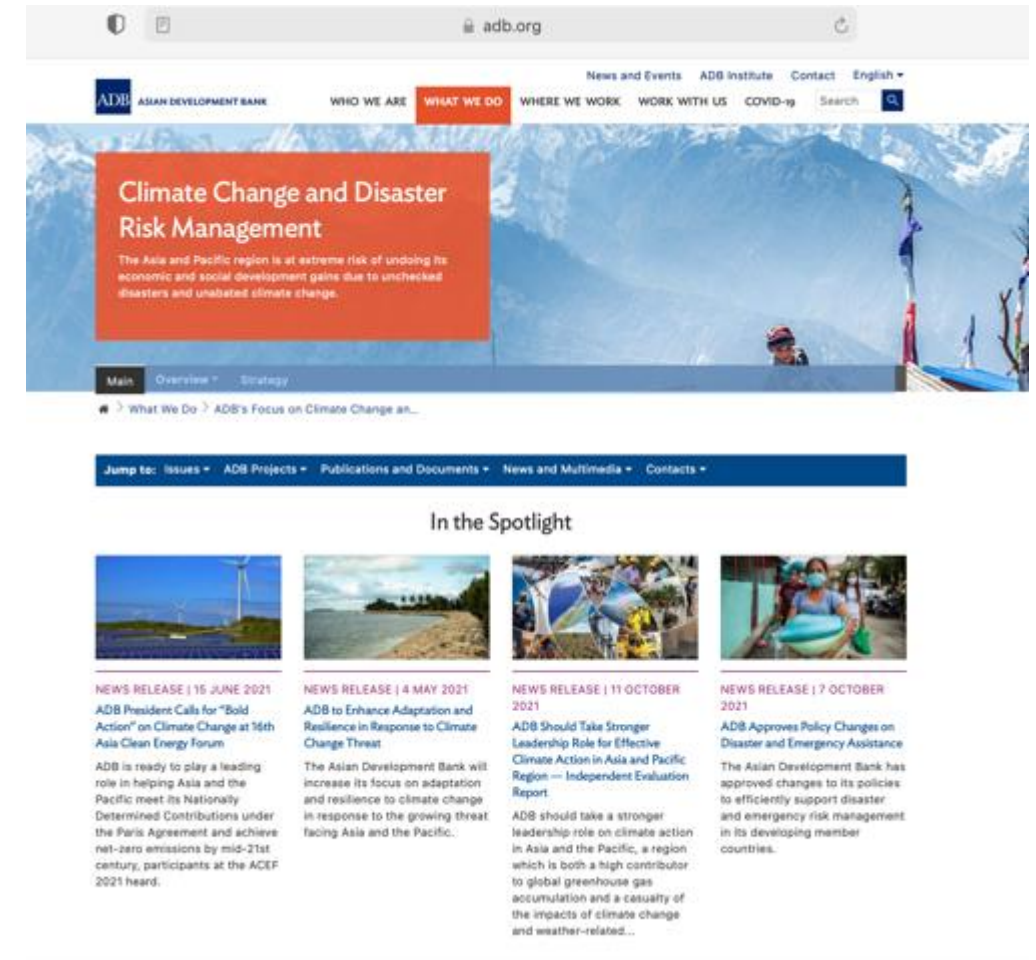 adb.org
News and Events ADB Institute Contact English
ADB ASIAN DEVELOPMENT BANK
WHO WE ARE WHAT WE DO WHERE WE WORK WORK WITH US COVID-19 Search
Climate Change and Disaster
Risk Management
The Asia and Pacific region is at extreme risk of undoing its
economic and social development gains due to unchecked
disasters and unabated climate change.
Main Overview Strategy
What We Do > ADB's Focus on Climate Change an...
Jump to: Issues ADB Projects Publications and Documents News and Multimedia Contacts
In the Spotlight
NEWS RELEASE | 15 JUNE 2021
ADB President Calls for "Bold
Action" on Climate Change at 16th
Asia Clean Energy Forum
ADB is ready to play a leading
role in helping Asia and the
Pacific meet its Nationally
Determined Contributions under
the Paris Agreement and achieve
net-zero emissions by mid-21st
century, participants at the ACEF
2021 heard.
NEWS RELEASE | 4 MAY 2021
ADB to Enhance Adaptation and
Resilience in Response to Climate
Change Threat
The Asian Development Bank will
increase its focus on adaptation
and resilience to climate change
in response to the growing threat
facing Asia and the Pacific.
NEWS RELEASE | 11 OCTOBER
2021
ADB Should Take Stronger
Leadership Role for Effective
Climate Action in Asia and Pacific
Region — Independent Evaluation
Report
ADB should take a stronger
leadership role on climate action
in Asia and the Pacific, a region
which is both a high contributor
to global greenhouse gas
accumulation and a casualty of
the impacts of climate change
and weather-related...
NEWS RELEASE | 7 OCTOBER
2021
ADB Approves Policy Changes on
Disaster and Emergency Assistance
The Asian Development Bank has
approved changes to its policies
to efficiently support disaster
and emergency risk management
in its developing member
countries.